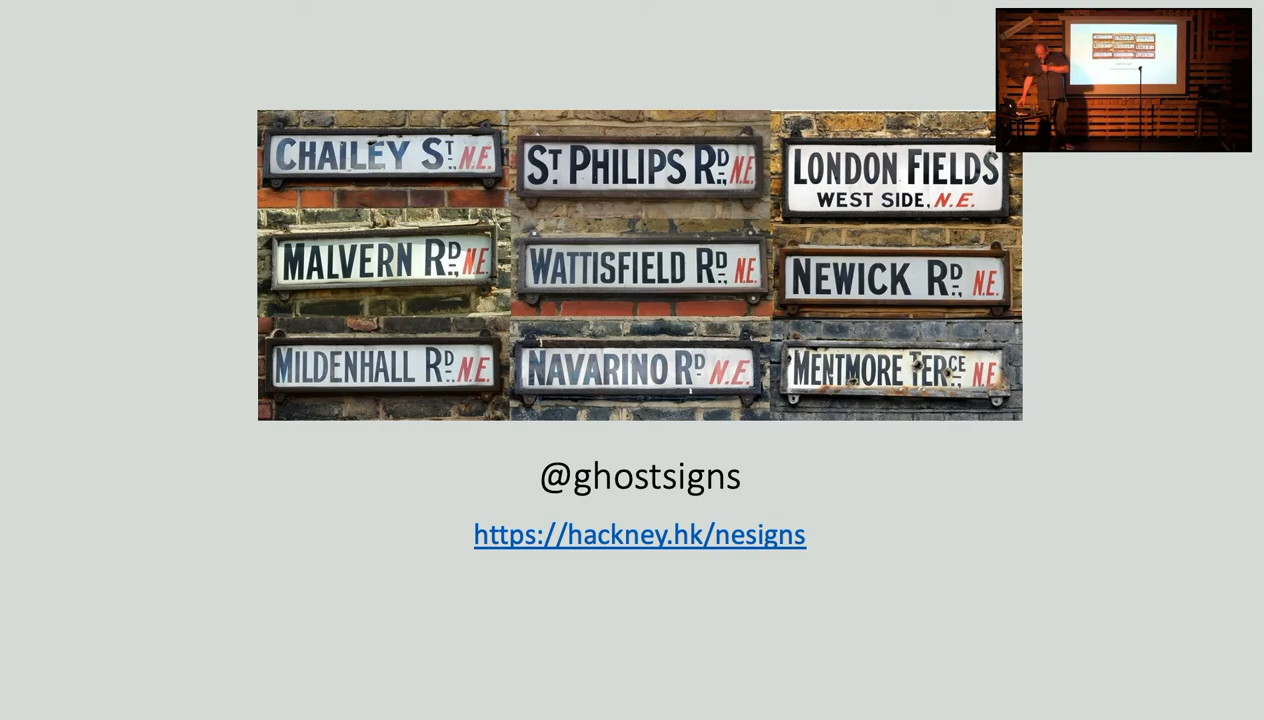 CHAILEY ST., N.E.
ST PHILIPS RD., N.E.
LONDON FIELDS
WEST SIDE, N.E.
MALVERN RD., N.E.
WATTISFIELD RD., N.E.
NEWICK RD., N.E.
MILDENHALL RD., N.E.
NAVARINO RD N.E.
MENTMORE TERCE., N.E
@ghostsigns
https://hackney.hk/nesigns